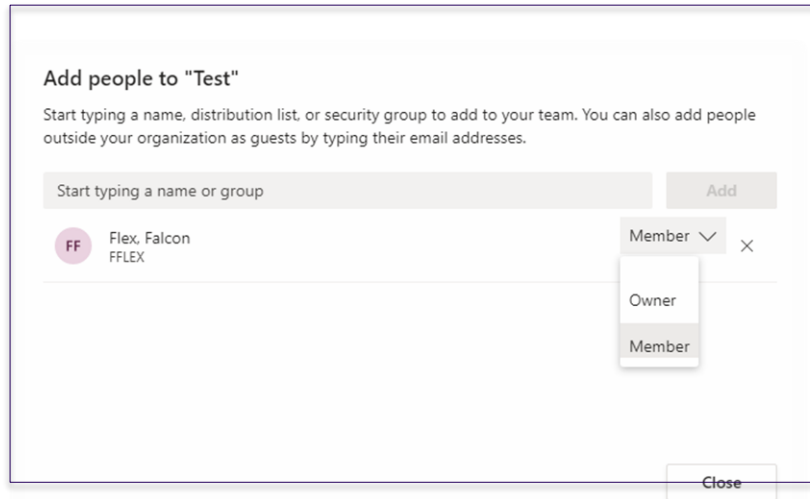 Add people to "Test"
Start typing a name, distribution list, or security group to add to your team. You can also add people
outside your organization as guests by typing their email addresses.
Start typing a name or group
Add
FF
Flex, Falcon
FFLEX
Member
Owner
Member
Close